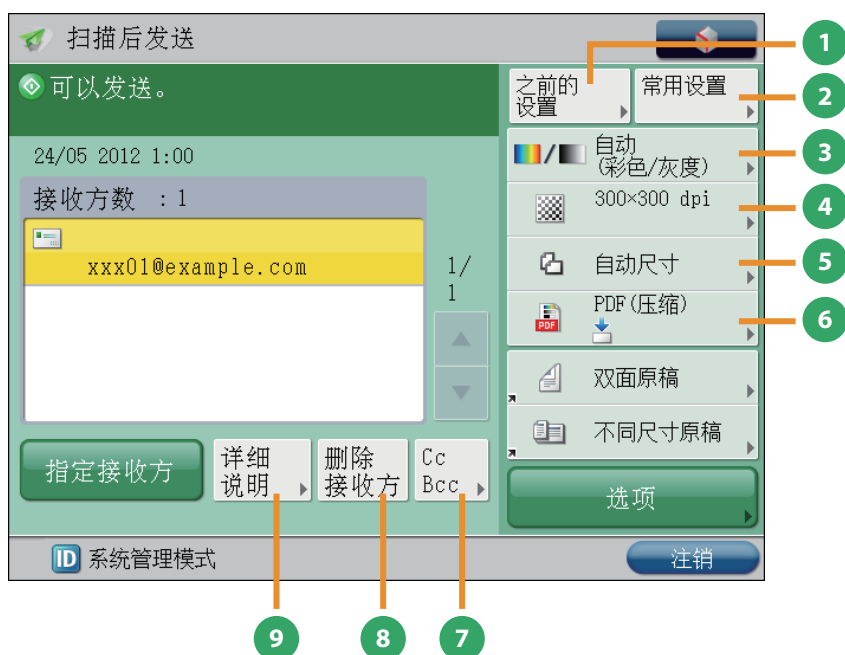 扫描后发送
可以发送。
24/05 2012 1:00
接收方数 :1
xxx01@example.com
1/
1
指定接收方
详细
说明
删除
接收方
Cc
Bcc
之前的
设置
常用设置
自动
(彩色/灰度)
300×300 dpi
自动尺寸
PDF(压缩)
PDF
双面原稿
不同尺寸原稿
选项
ID 系统管理模式
注销
1
2
3
4
5
6
9
8
7